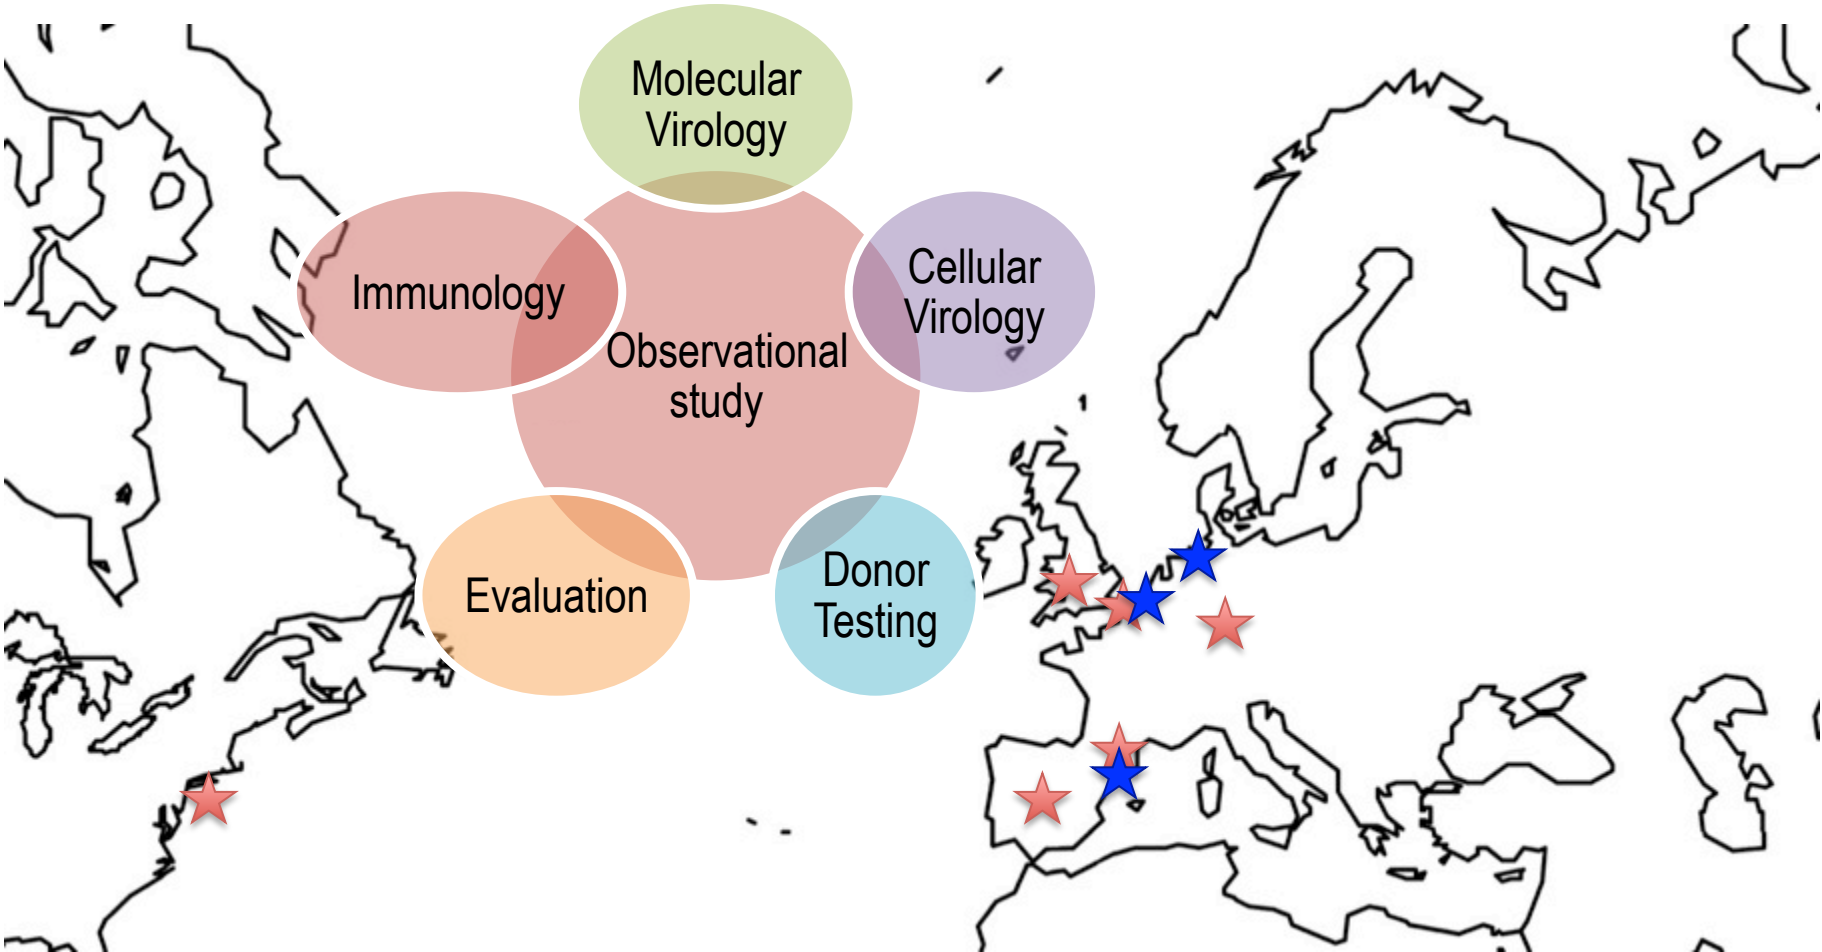 Molecular
Virology
Immunology
Cellular
Virology
Observational
study
Evaluation
Donor
Testing